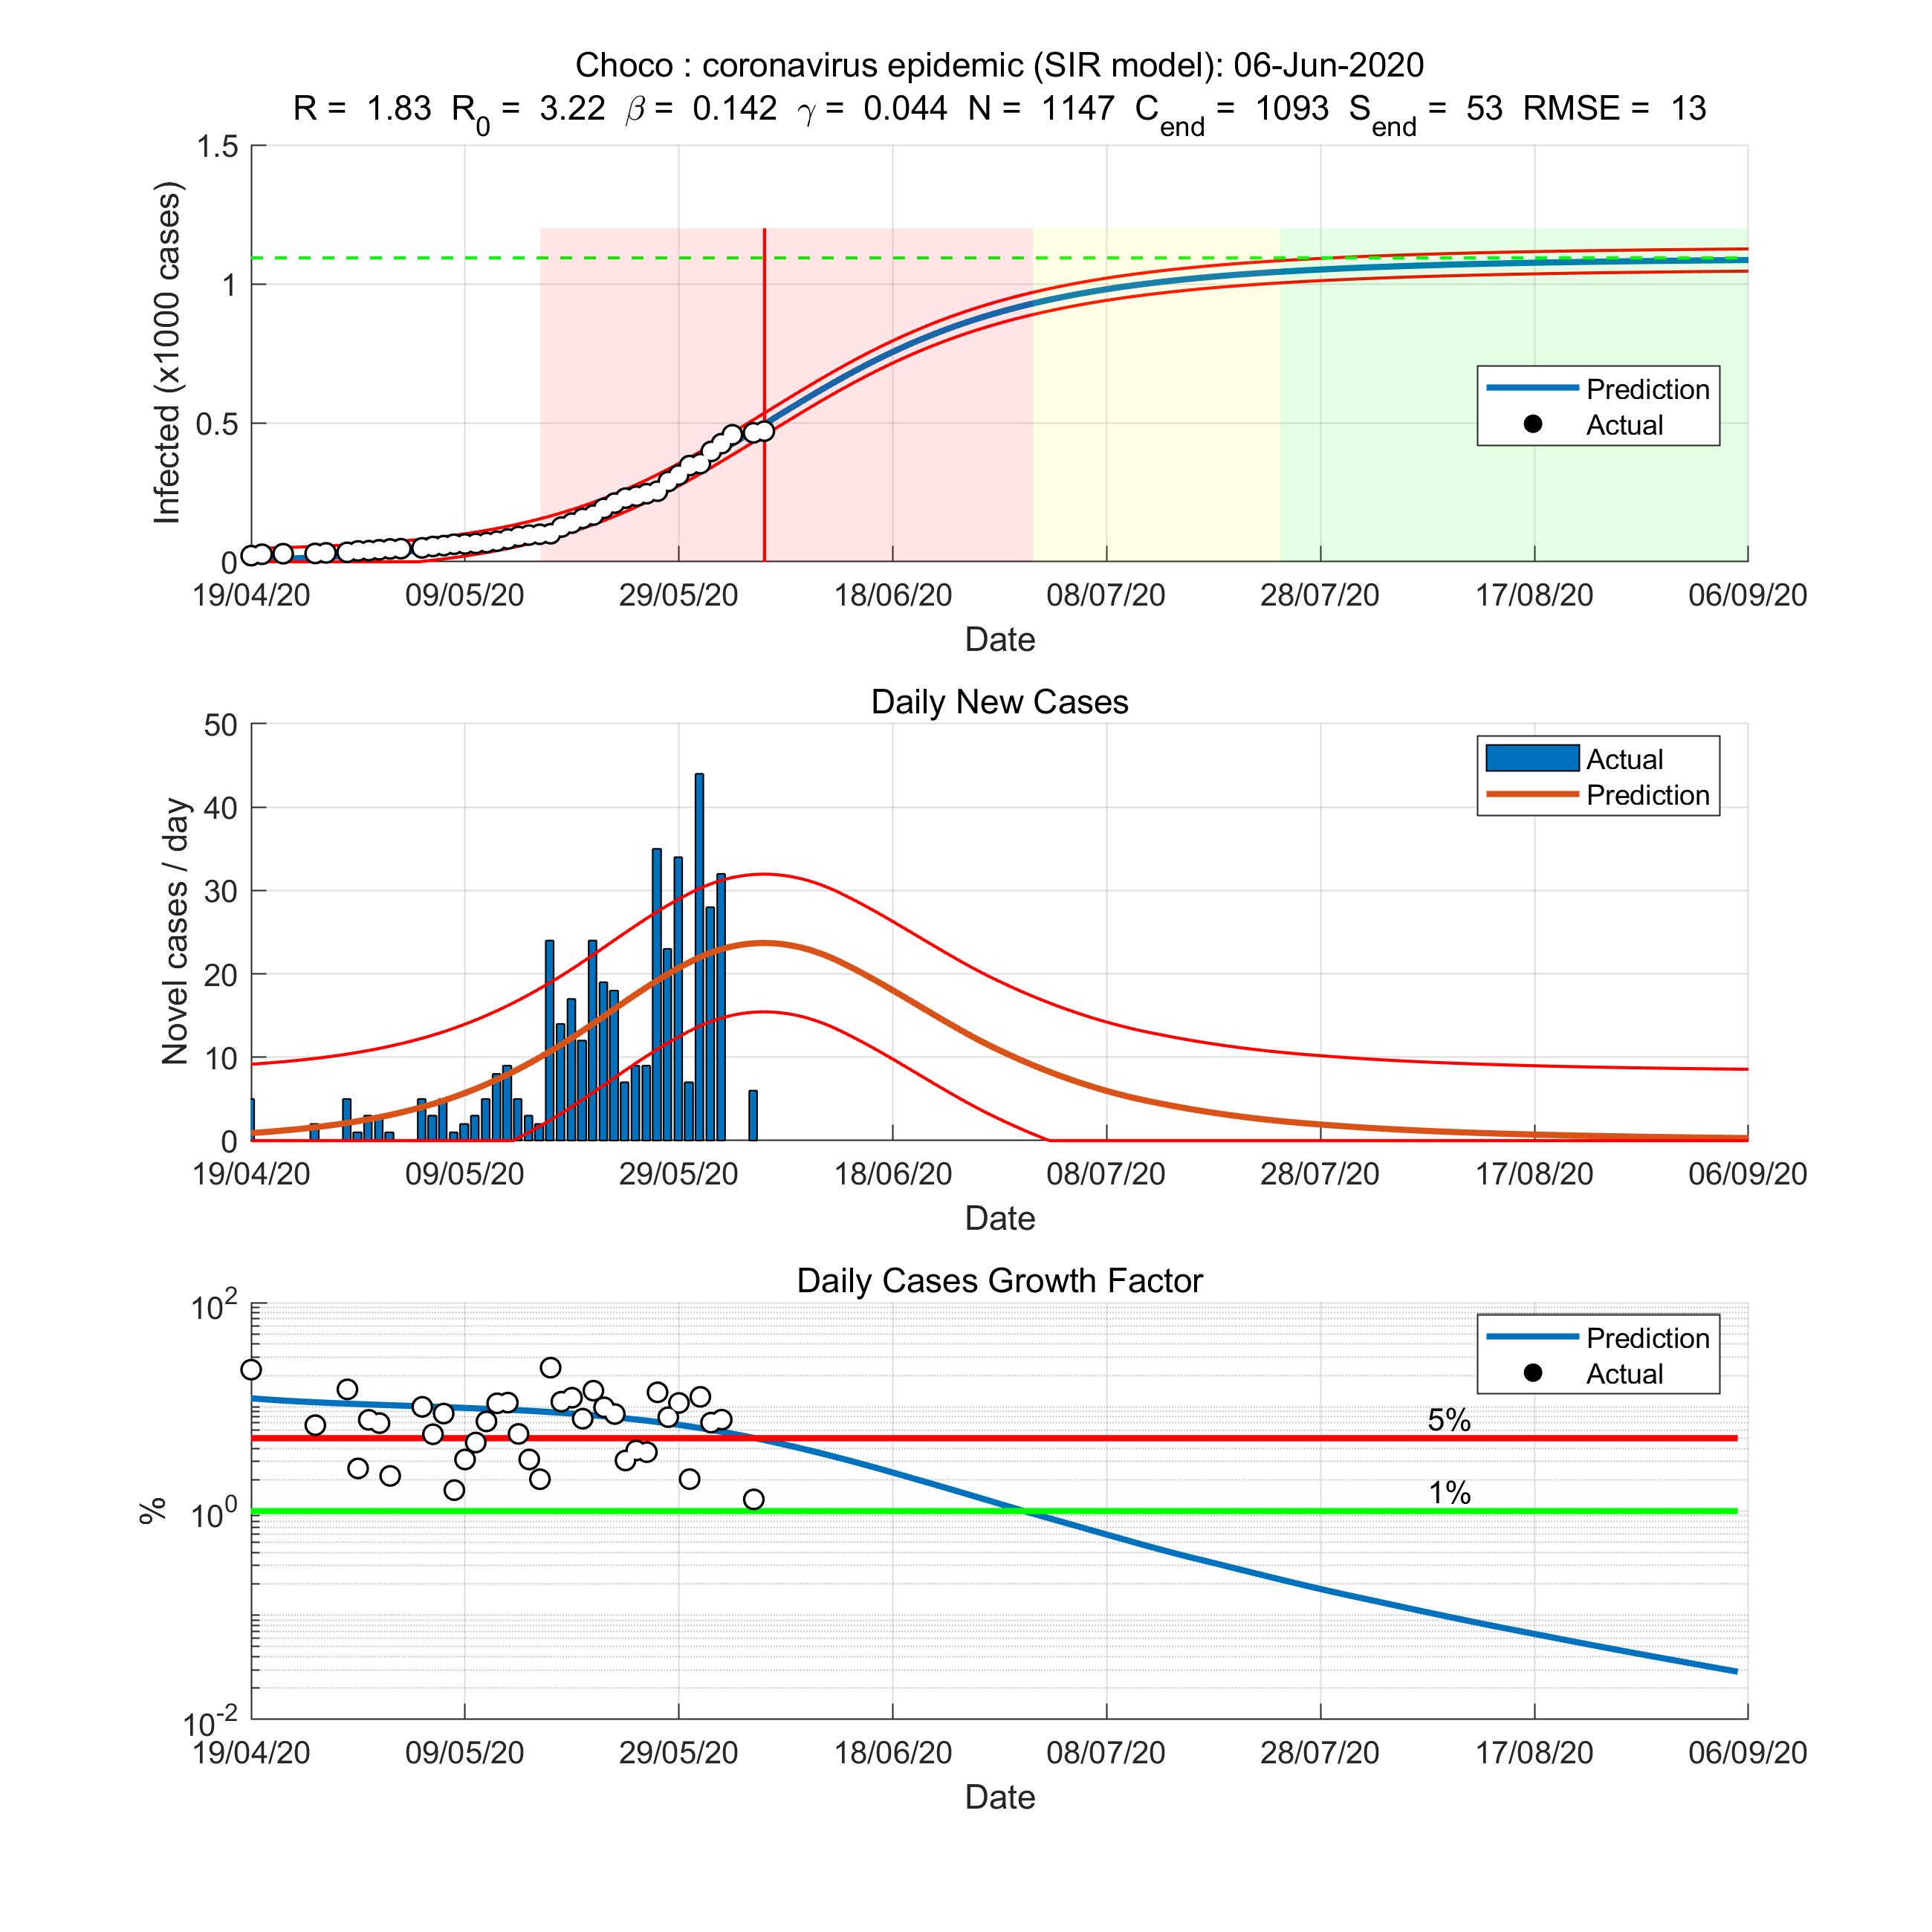 Choco : coronavirus epidemic (SIR model): 06-Jun-2020
R = 1.83 R0 = 3.22 β = 0.142 γ = 0.044 N = 1147 Cend = 1093 Send = 53 RMSE = 13
Infected (x1000 cases)
1.5
1
0.5
0
Prediction
Actual
19/04/20 09/05/20 29/05/20 18/06/20 08/07/20 28/07/20 17/08/20 06/09/20
Date
Daily New Cases
Novel cases / day
50
40
30
20
10
0
Actual
Prediction
19/04/20 09/05/20 29/05/20 18/06/20 08/07/20 28/07/20 17/08/20 06/09/20
Date
Daily Cases Growth Factor
%
10^2
10^0
10^-2
Prediction
Actual
5%
1%
19/04/20 09/05/20 29/05/20 18/06/20 08/07/20 28/07/20 17/08/20 06/09/20
Date